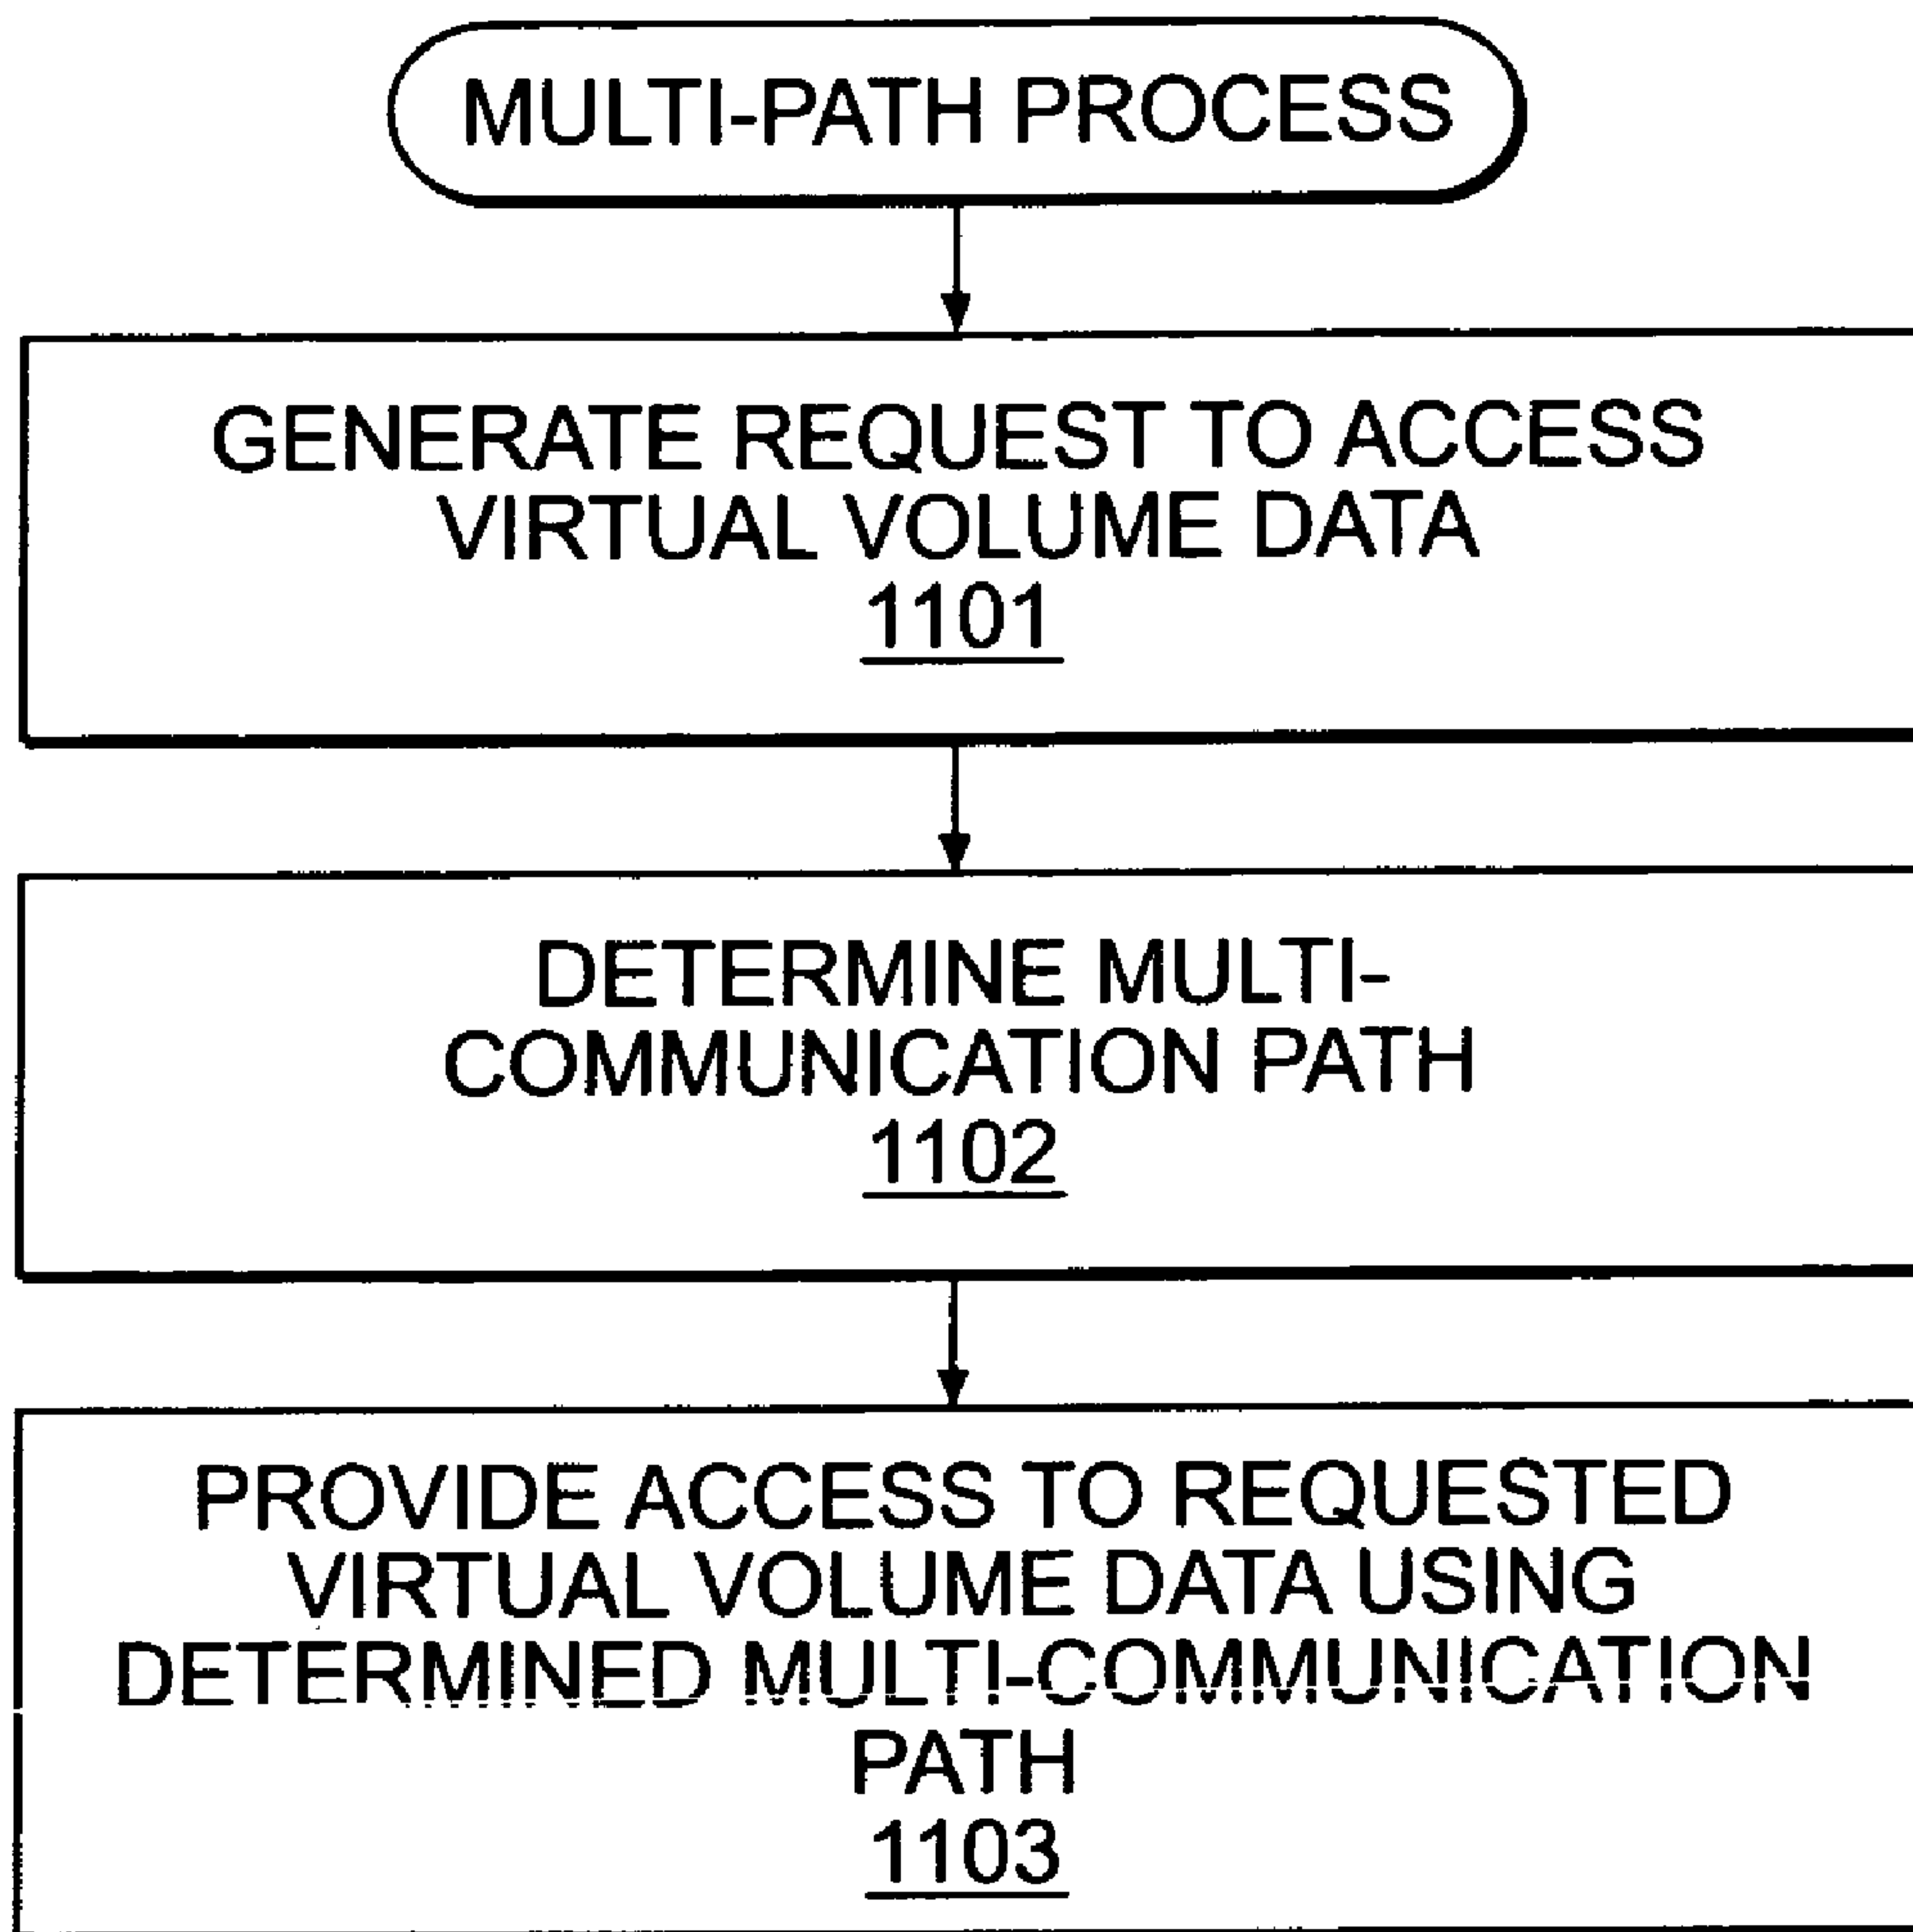 MULTI-PATH PROCESS
GENERATE REQUEST TO ACCESS
VIRTUAL VOLUME DATA
1101
DETERMINE MULTI-
COMMUNICATION PATH
1102
PROVIDE ACCESS TO REQUESTED
VIRTUAL VOLUME DATA USING
DETERMINED MULTI-COMMUNICATION
PATH
1103